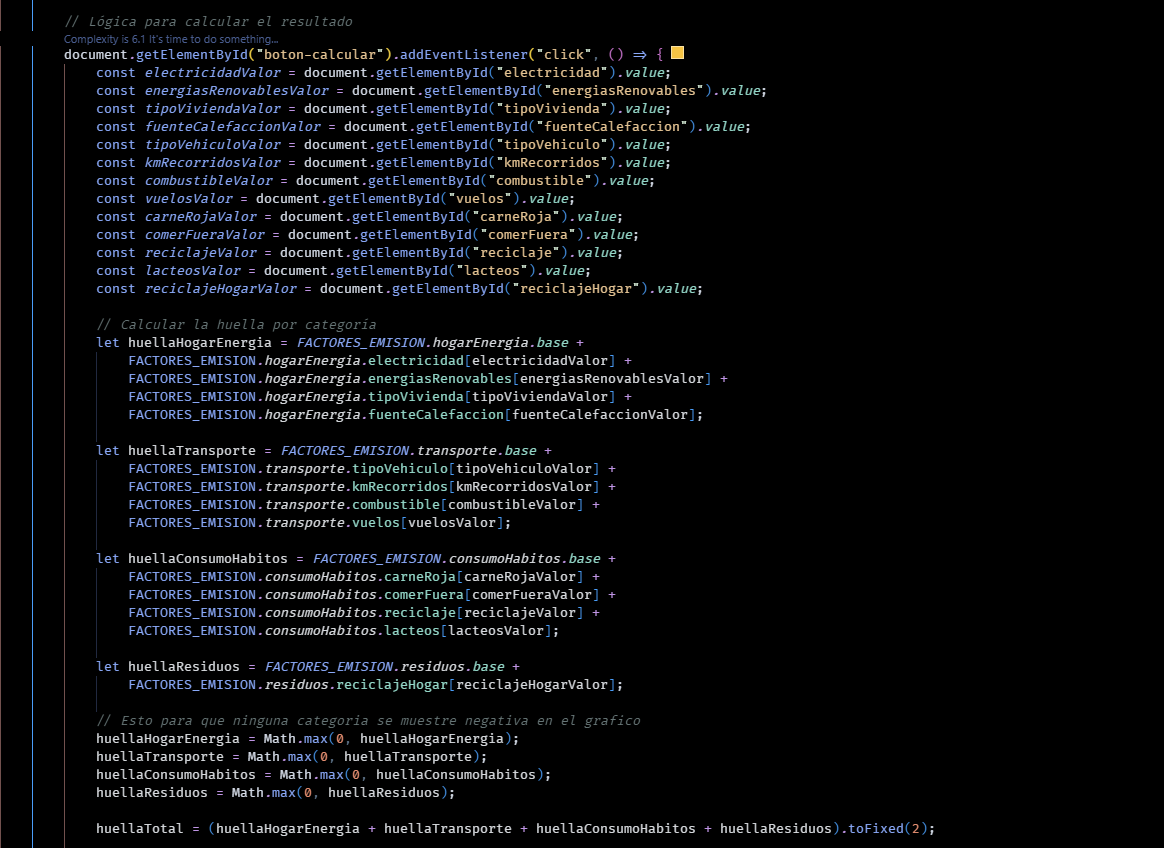 // Lógica para calcular el resultado
Complexity is 6.1 It's time to do something...
document.getElementById("boton-calcular").addEventListener("click", () => {
    const electricidadValor = document.getElementById("electricidad").value;
    const energiasRenovablesValor = document.getElementById("energiasRenovables").value;
    const tipoViviendaValor = document.getElementById("tipoVivienda").value;
    const fuenteCalefaccionValor = document.getElementById("fuenteCalefaccion").value;
    const tipoVehiculoValor = document.getElementById("tipoVehiculo").value;
    const kmRecorridosValor = document.getElementById("kmRecorridos").value;
    const combustibleValor = document.getElementById("combustible").value;
    const vuelosValor = document.getElementById("vuelos").value;
    const carneRojaValor = document.getElementById("carneRoja").value;
    const comerFueraValor = document.getElementById("comerFuera").value;
    const reciclajeValor = document.getElementById("reciclaje").value;
    const lacteosValor = document.getElementById("lacteos").value;
    const reciclajeHogarValor = document.getElementById("reciclajeHogar").value;

    // Calcular la huella por categoría
    let huellaHogarEnergia = FACTORES_EMISION.hogarEnergia.base +
        FACTORES_EMISION.hogarEnergia.electricidad[electricidadValor] +
        FACTORES_EMISION.hogarEnergia.energiasRenovables[energiasRenovablesValor] +
        FACTORES_EMISION.hogarEnergia.tipoVivienda[tipoViviendaValor] +
        FACTORES_EMISION.hogarEnergia.fuenteCalefaccion[fuenteCalefaccionValor];

    let huellaTransporte = FACTORES_EMISION.transporte.base +
        FACTORES_EMISION.transporte.tipoVehiculo[tipoVehiculoValor] +
        FACTORES_EMISION.transporte.kmRecorridos[kmRecorridosValor] +
        FACTORES_EMISION.transporte.combustible[combustibleValor] +
        FACTORES_EMISION.transporte.vuelos[vuelosValor];

    let huellaConsumoHabitos = FACTORES_EMISION.consumoHabitos.base +
        FACTORES_EMISION.consumoHabitos.carneRoja[carneRojaValor] +
        FACTORES_EMISION.consumoHabitos.comerFuera[comerFueraValor] +
        FACTORES_EMISION.consumoHabitos.reciclaje[reciclajeValor] +
        FACTORES_EMISION.consumoHabitos.lacteos[lacteosValor];

    let huellaResiduos = FACTORES_EMISION.residuos.base +
        FACTORES_EMISION.residuos.reciclajeHogar[reciclajeHogarValor];

    // Esto para que ninguna categoria se muestre negativa en el grafico
    huellaHogarEnergia = Math.max(0, huellaHogarEnergia);
    huellaTransporte = Math.max(0, huellaTransporte);
    huellaConsumoHabitos = Math.max(0, huellaConsumoHabitos);
    huellaResiduos = Math.max(0, huellaResiduos);

    huellaTotal = (huellaHogarEnergia + huellaTransporte + huellaConsumoHabitos + huellaResiduos).toFixed(2);